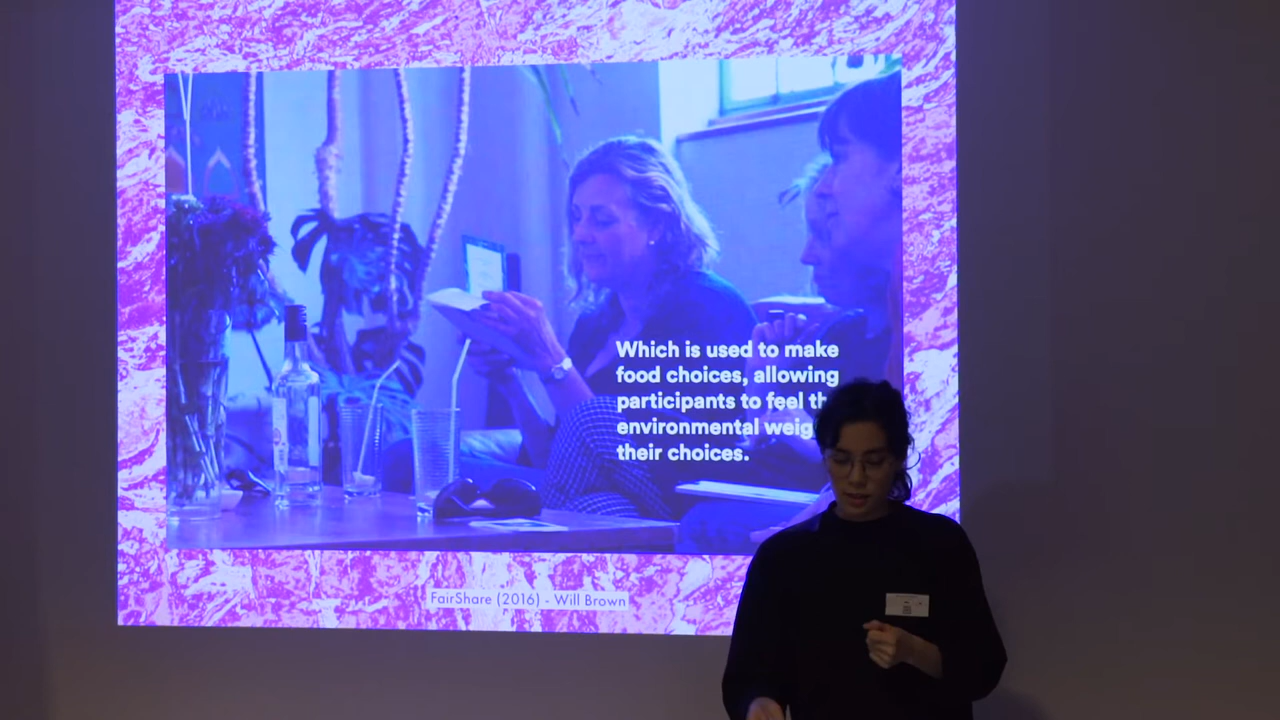 Which is used to make
food choices, allowing
participants to feel
environmental
their choices.
FairShare (2016) - Will Brown